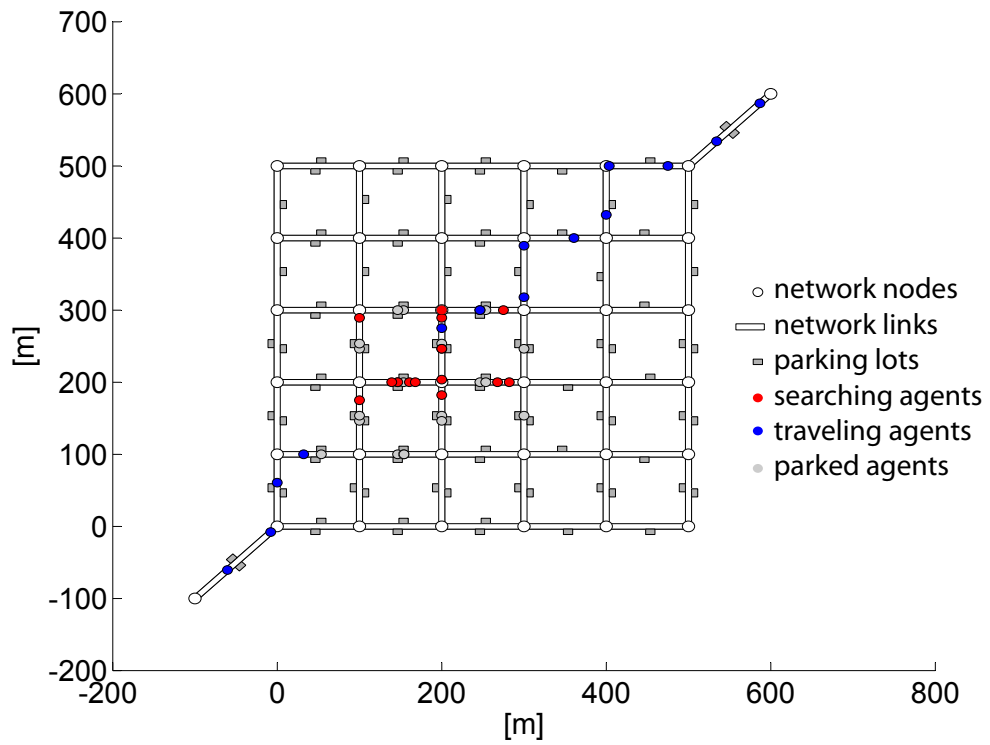 700
600
500
400
300
200
100
0
-100
-200
[m]
-200
0
200
400
600
800
[m]
network nodes
network links
parking lots
searching agents
traveling agents
parked agents